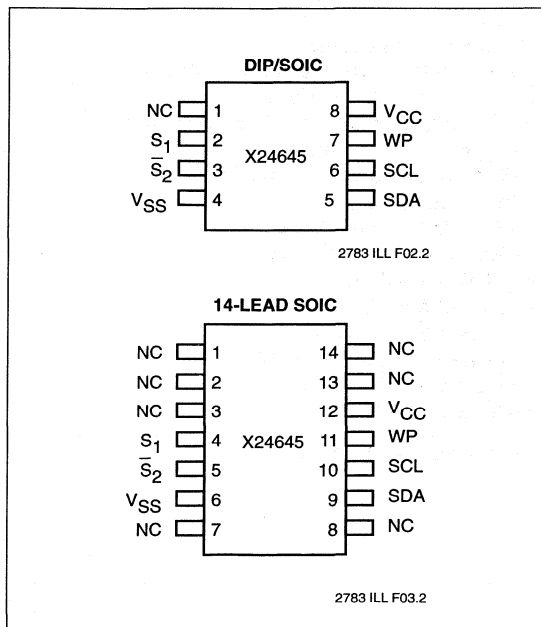 DIP/SOIC
NC 1 8 VCC
S1 2 7 WP
X24645
S̅2 3 6 SCL
VSS 4 5 SDA
2783 ILL F02.2
14-LEAD SOIC
NC 1 14 NC
NC 2 13 NC
NC 3 12 VCC
S1 4 X24645 11 WP
S̅2 5 10 SCL
VSS 6 9 SDA
NC 7 8 NC
2783 ILL F03.2